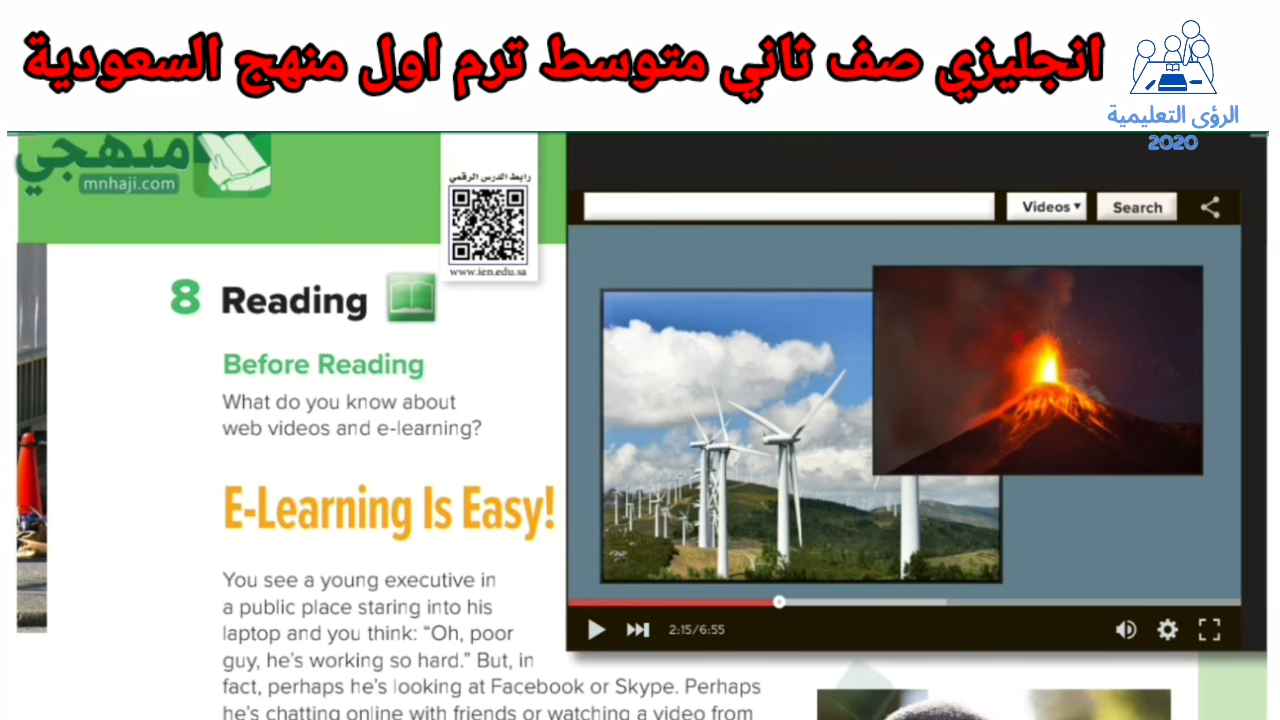 انجليزي صف ثاني متوسط ترم اول منهج السعودية
الرؤى التعليمية
2020
منهجي
mnhaji.com
رابط الدرس الرقمي
www.ien.edu.sa
Videos
Search
8 Reading
Before Reading
What do you know about
web videos and e-learning?
E-Learning Is Easy!
You see a young executive in
a public place staring into his
laptop and you think: “Oh, poor
guy, he’s working so hard.” But, in
fact, perhaps he’s looking at Facebook or Skype. Perhaps
he’s chatting online with friends or watching a video from
2:15/6:55